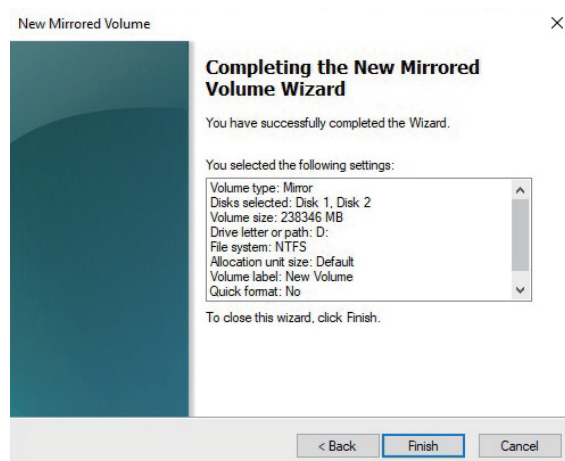 New Mirrored Volume
Completing the New Mirrored
Volume Wizard
You have successfully completed the Wizard.
You selected the following settings:
Volume type: Mirror
Disks selected: Disk 1, Disk 2
Volume size: 238346 MB
Drive letter or path: D:
File system: NTFS
Allocation unit size: Default
Volume label: New Volume
Quick format: No
To close this wizard, click Finish.
< Back Finish Cancel